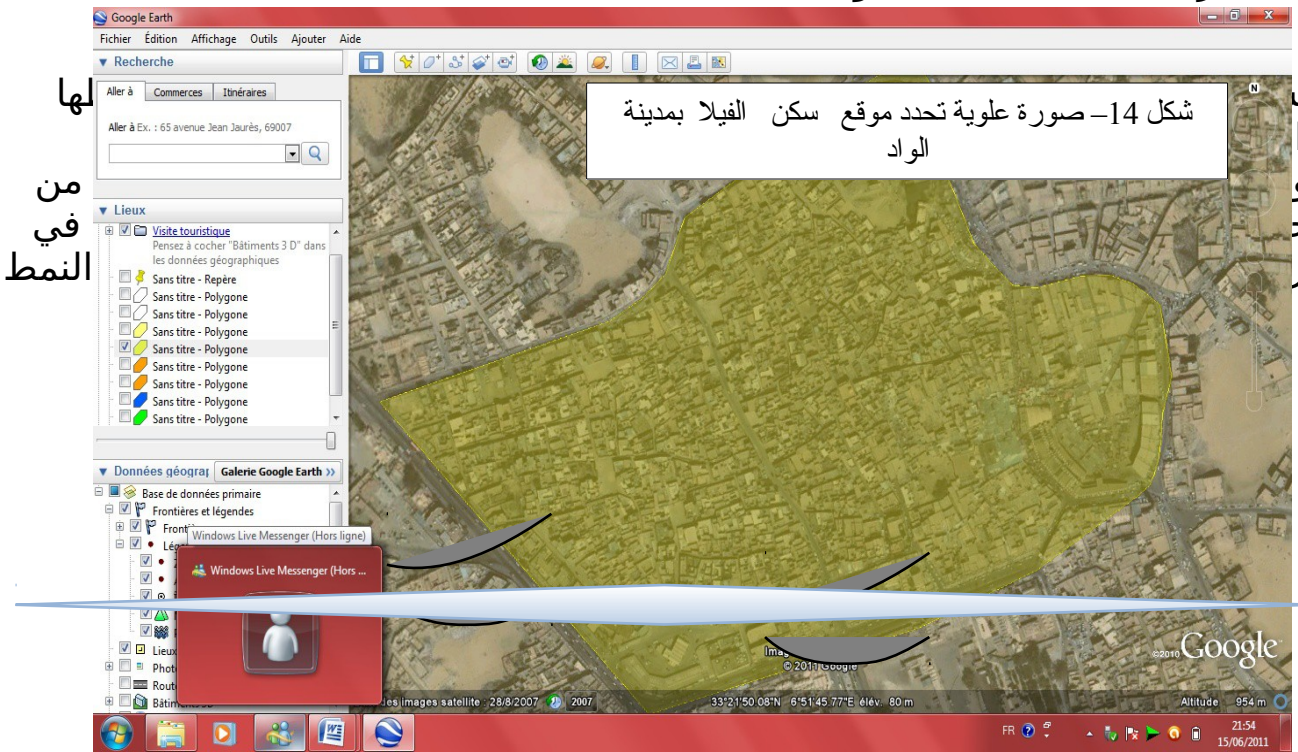 Google Earth
Fichier Édition Affichage Outils Ajouter Aide
Recherche
Aller à Commerces Itinéraires
Aller à Ex. : 65 avenue Jean Jaurès, 69007
شكل 14– صورة علوية تحدد موقع سكن الفيلا بمدينة
الواد
من
في
النمط
Lieux
Visite touristique
Pensez à cocher "Bâtiments 3 D" dans
les données géographiques
Sans titre - Repère
Sans titre - Polygone
Sans titre - Polygone
Sans titre - Polygone
Sans titre - Polygone
Sans titre - Polygone
Sans titre - Polygone
Sans titre - Polygone
Sans titre - Polygone
Données géograp Galerie Google Earth >>
Base de données primaire
Frontières et légendes
Windows Live Messenger (Hors ligne)
Windows Live Messenger (Hors ...
Lieux
Phot
Rout
N
© 2011 Google
©2010 Google
des images satellite : 28/8/2007 2007 33°21'50.08"N 6°51'45.77"E élév. 80 m Altitude 954 m
FR 21:54
15/06/2011